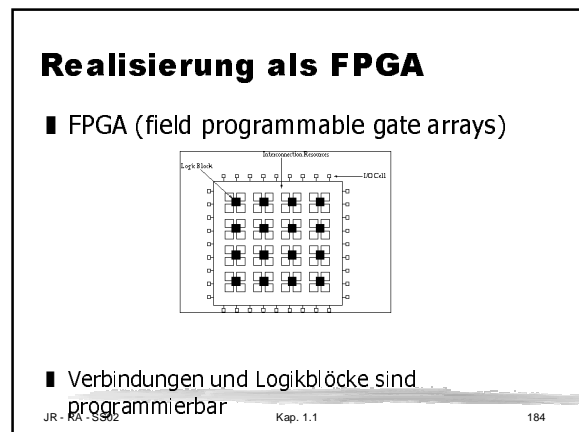 Realisierung als FPGA
FPGA (field programmable gate arrays)
Interconnection Resources
Logic Block
I/O Cell
Verbindungen und Logikblöcke sind
programmierbar
JR - RA - SS02
Kap. 1.1
184